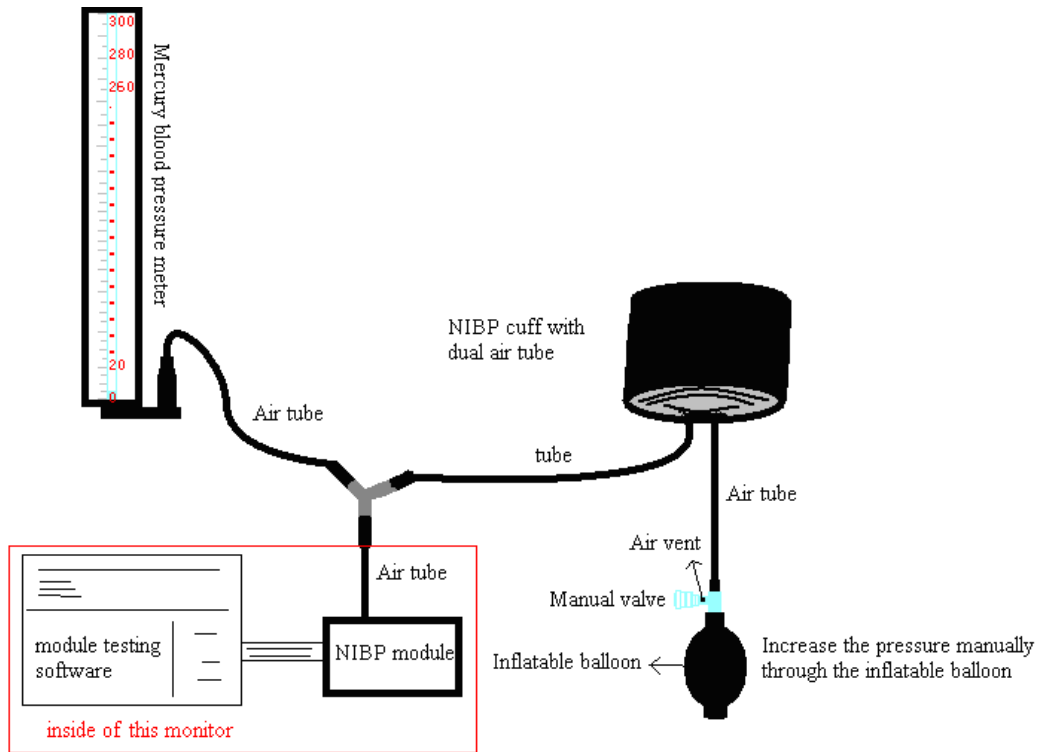 300
280
260
20
0
Mercury blood pressure meter
NIBP cuff with
dual air tube
Air tube
tube
Air tube
Air vent
Air tube
Manual valve
module testing
software
NIBP module
Inflatable balloon
Increase the pressure manually
through the inflatable balloon
inside of this monitor